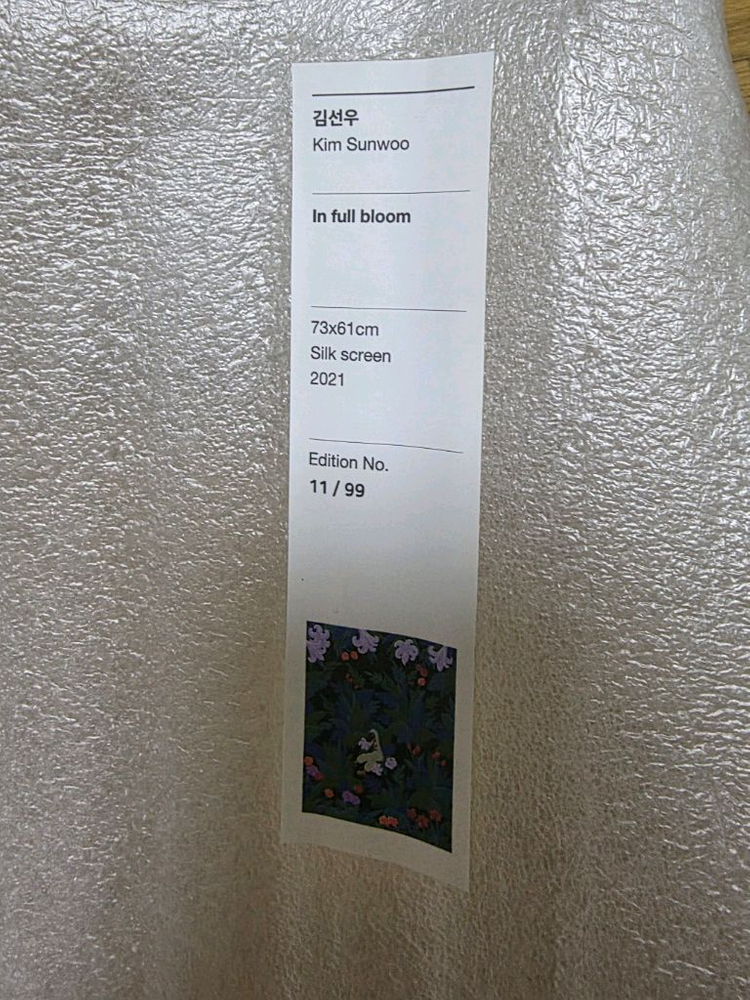 김선우
Kim Sunwoo
In full bloom
73x61cm
Silk screen
2021
Edition No.
11 / 99